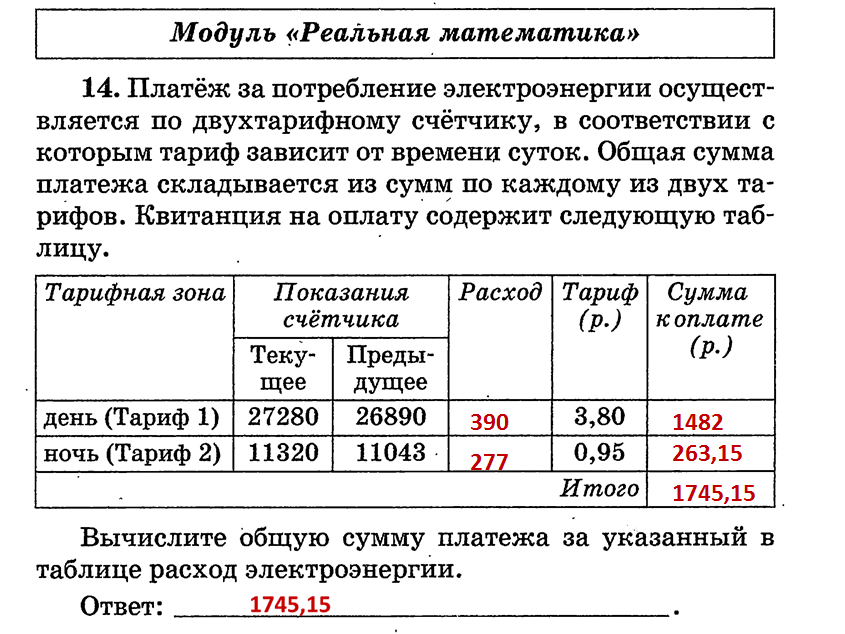 Модуль «Реальная математика»
14. Платёж за потребление электроэнергии осущест-
вляется по двухтарифному счётчику, в соответствии с
которым тариф зависит от времени суток. Общая сумма
платежа складывается из сумм по каждому из двух та-
рифов. Квитанция на оплату содержит следующую таб-
лицу.
Тарифная зона Показания счётчика Расход Тариф (р.) Сумма к оплате (р.)
Теку-щее Преды-дущее
день (Тариф 1) 27280 26890 390 3,80 1482
ночь (Тариф 2) 11320 11043 277 0,95 263,15
Итого 1745,15
Вычислите общую сумму платежа за указанный в
таблице расход электроэнергии.
Ответ: 1745,15.